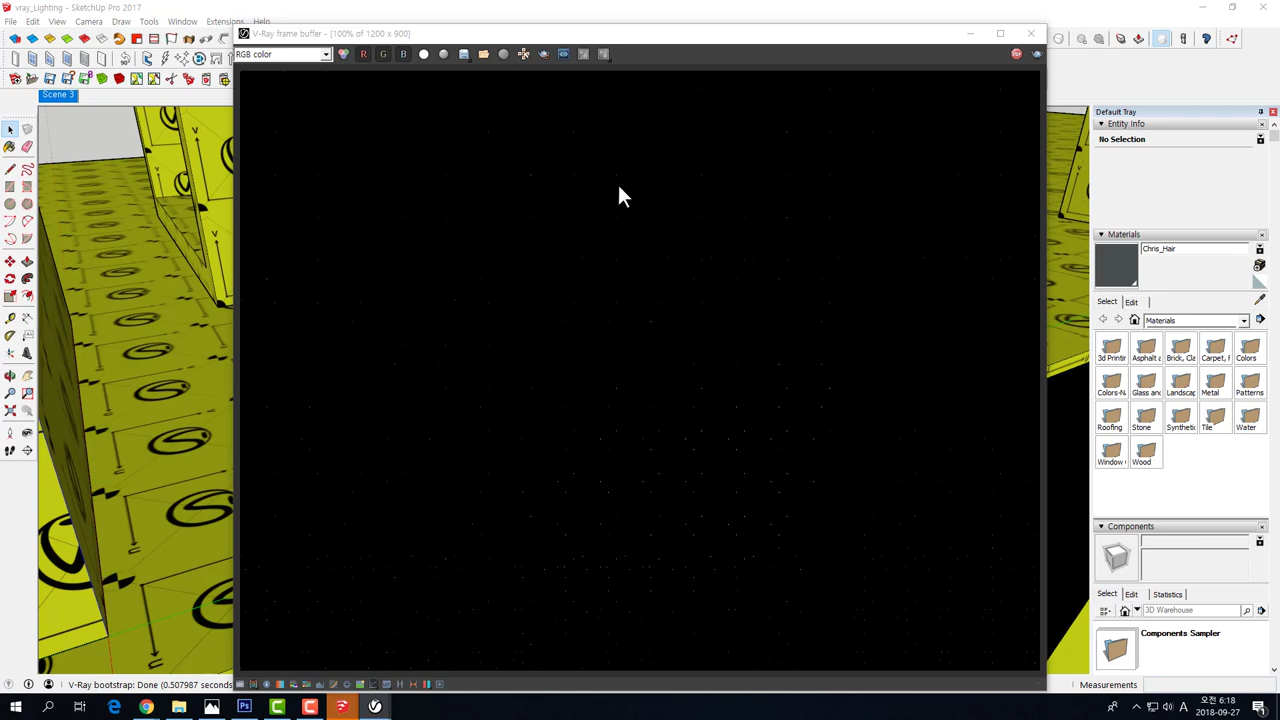 vray_Lighting - SketchUp Pro 2017
File Edit View Camera Draw Tools Window Extensions
V-Ray frame buffer - [100% of 1200 x 900]
RGB color
R G B
Scene 3
Default Tray
Entity Info
No Selection
Materials
Chris_Hair
Select Edit
Materials
3d Printir Asphalt a Brick, Cla Carpet, F Colors
Colors-Na Glass and Landscap Metal Patterns
Roofing Stone Synthetic Tile Water
Window ( Wood
Components
Select Edit Statistics
3D Warehouse
Components Sampler
V-Ray bootstrap: Done (0.507987 seconds
Measurements
오전 6:18
2018-09-27